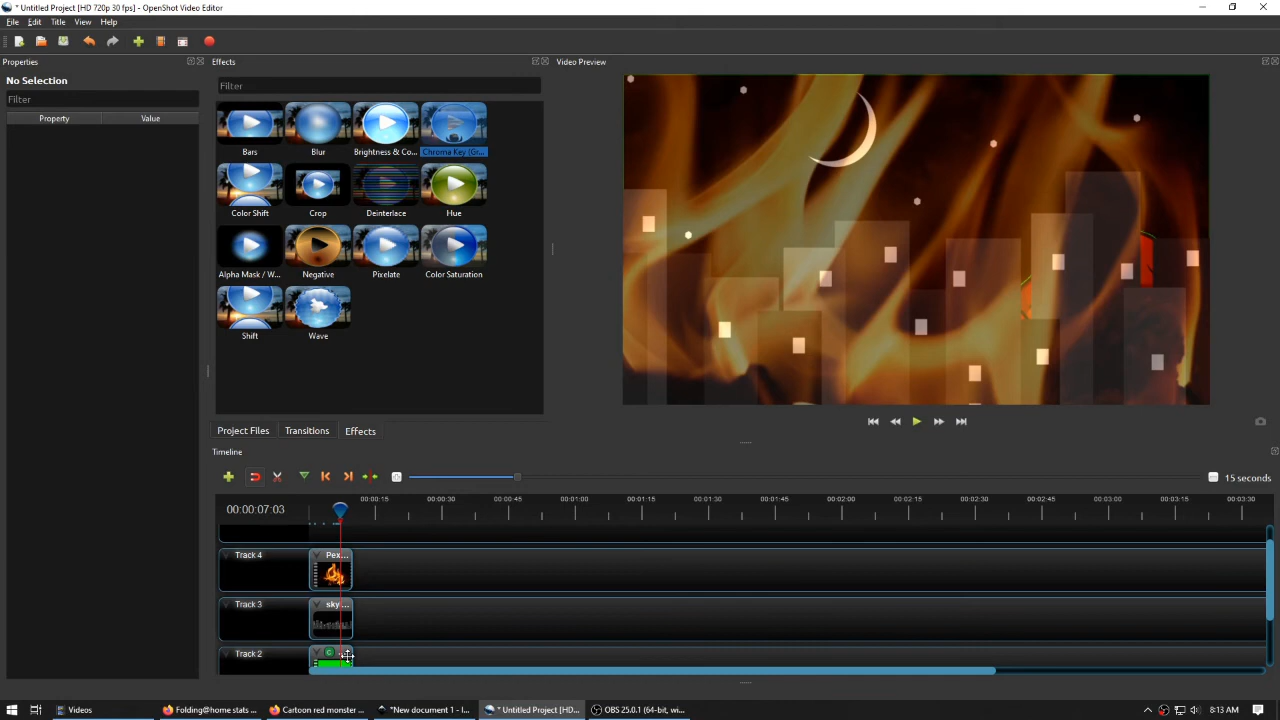 * Untitled Project [HD 720p 30 fps] - OpenShot Video Editor
File Edit Title View Help
Properties
Effects
Video Preview
No Selection
Filter
Filter
Property Value
Bars Blur Brightness & Co... Chroma Key (Gr...
Color Shift Crop Deinterlace Hue
Alpha Mask / W... Negative Pixelate Color Saturation
Shift Wave
Project Files Transitions Effects
Timeline
15 seconds
00:00:07:03
00:00:15 00:00:30 00:00:45 00:01:00 00:01:15 00:01:30 00:01:45 00:02:00 00:02:15 00:02:30 00:02:45 00:03:00 00:03:15 00:03:30
Track 4 Pex...
Track 3 sky...
Track 2 C
Videos Folding@home stats ... Cartoon red monster ... *New document 1 - I... * Untitled Project [HD... OBS 25.0.1 (64-bit, wi... 8:13 AM